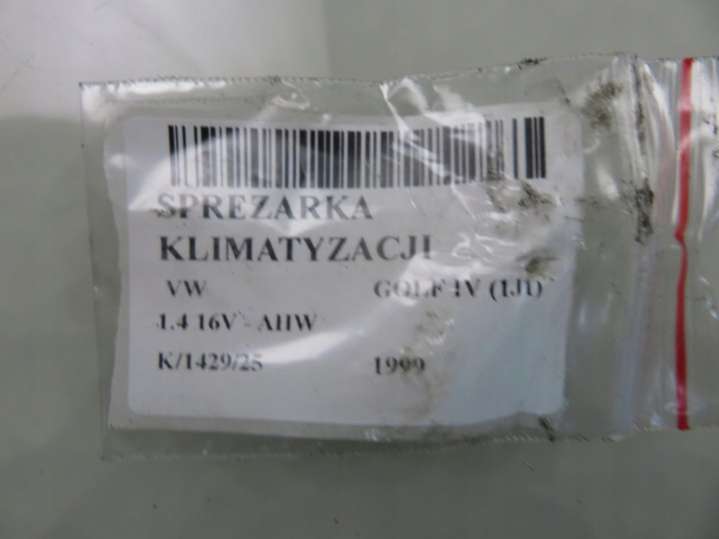 SPREZARKA
KLIMATYZACJI
VW GOLF IV (1J1)
1.4 16V - AHW
K/1429/25 1999